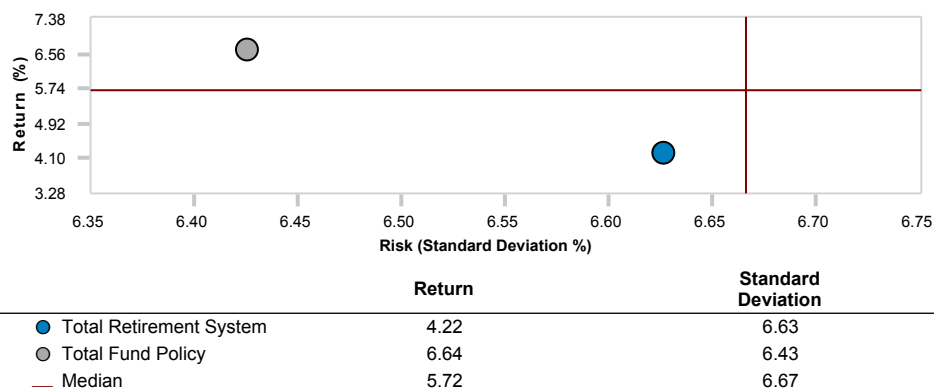 7.38
6.56
5.74
4.92
4.10
3.28
Return (%)
6.35 6.40 6.45 6.50 6.55 6.60 6.65 6.70 6.75
Risk (Standard Deviation %)
Return Standard Deviation
Total Retirement System 4.22 6.63
Total Fund Policy 6.64 6.43
Median 5.72 6.67